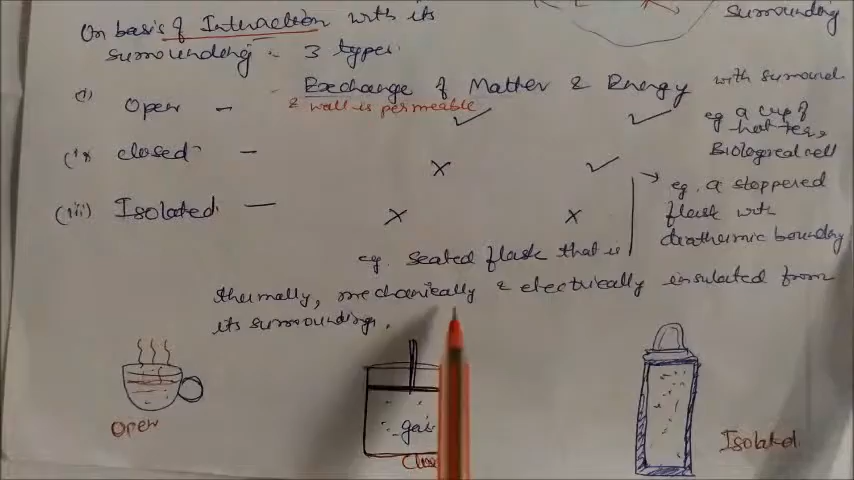 surrounding
On basis of Interaction with its
surrounding - 3 types.
Exchange of Matter & Energy with surround
(i) Open - & wall is permeable ✓ ✓ eg a cup of
hot tea,
Biological cell
(ii) closed - × ✓
→ eg. a stoppered
flask with
diathermic boundary
(iii) Isolated. - × ×
eg. sealed flask that is
thermally, mechanically & electrically insulated from
its surroundings.
Open
gas
Clo
Isolated.